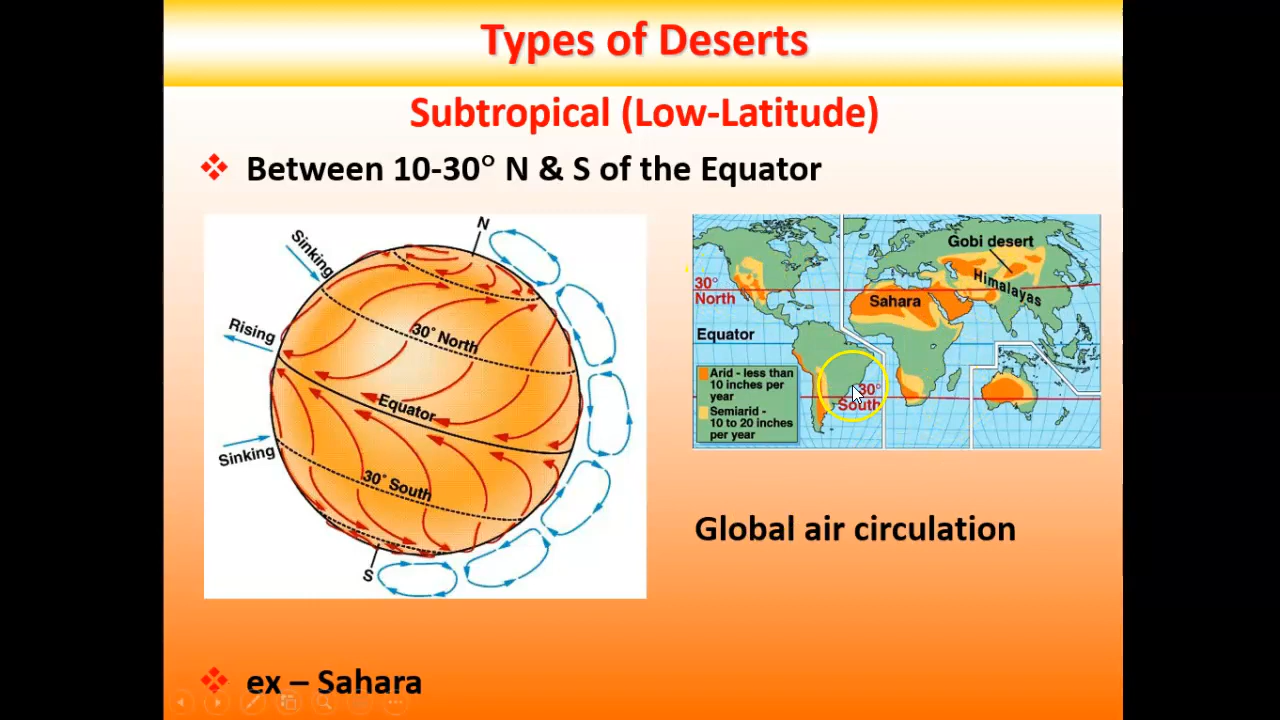 Types of Deserts
Subtropical (Low-Latitude)
❖ Between 10-30° N & S of the Equator
N
Sinking
30° North
Rising
Equator
Sinking
30° South
S
Gobi desert
Himalayas
30°
North
Sahara
Equator
Arid - less than
10 inches per
year
Semiarid -
10 to 20 inches
per year
30°
South
Global air circulation
❖ ex – Sahara